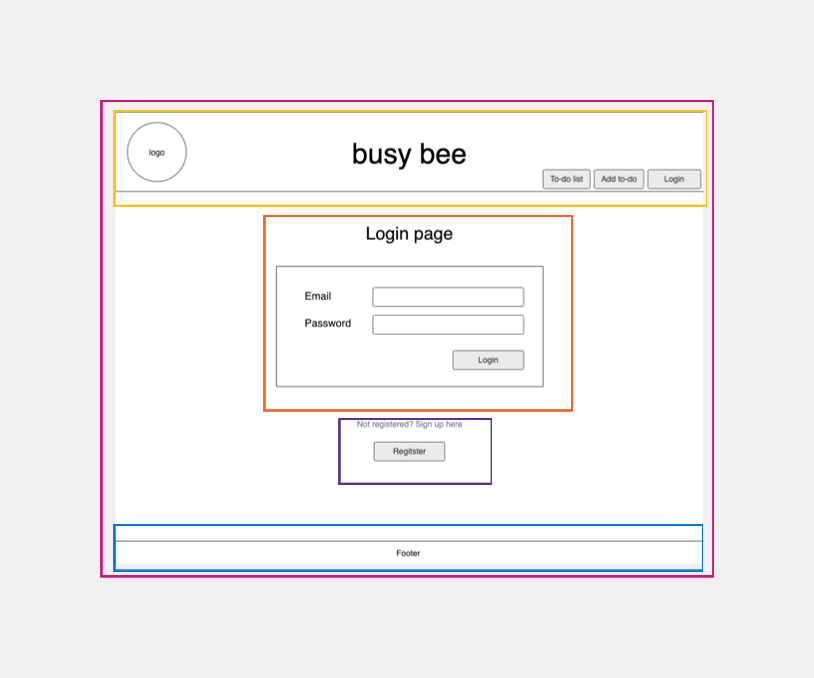 logo
busy bee
To-do list
Add to-do
Login
Login page
Email
Password
Login
Not registered? Sign up here
Regitster
Footer